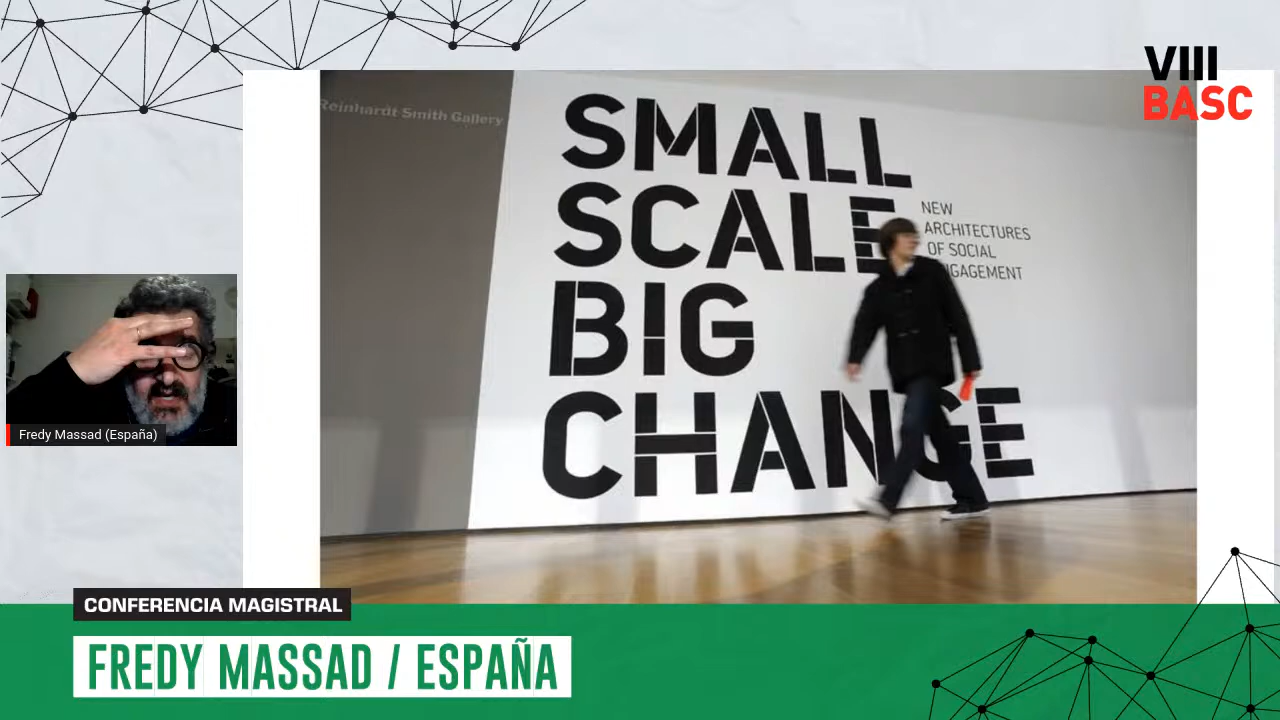 VIII
BASC
Reinhardt Smith Gallery
SMALL
SCALE
BIG
CHANGE
NEW
ARCHITECTURES
OF SOCIAL
NGAGEMENT
Fredy Massad (España)
CONFERENCIA MAGISTRAL
FREDY MASSAD / ESPAÑA